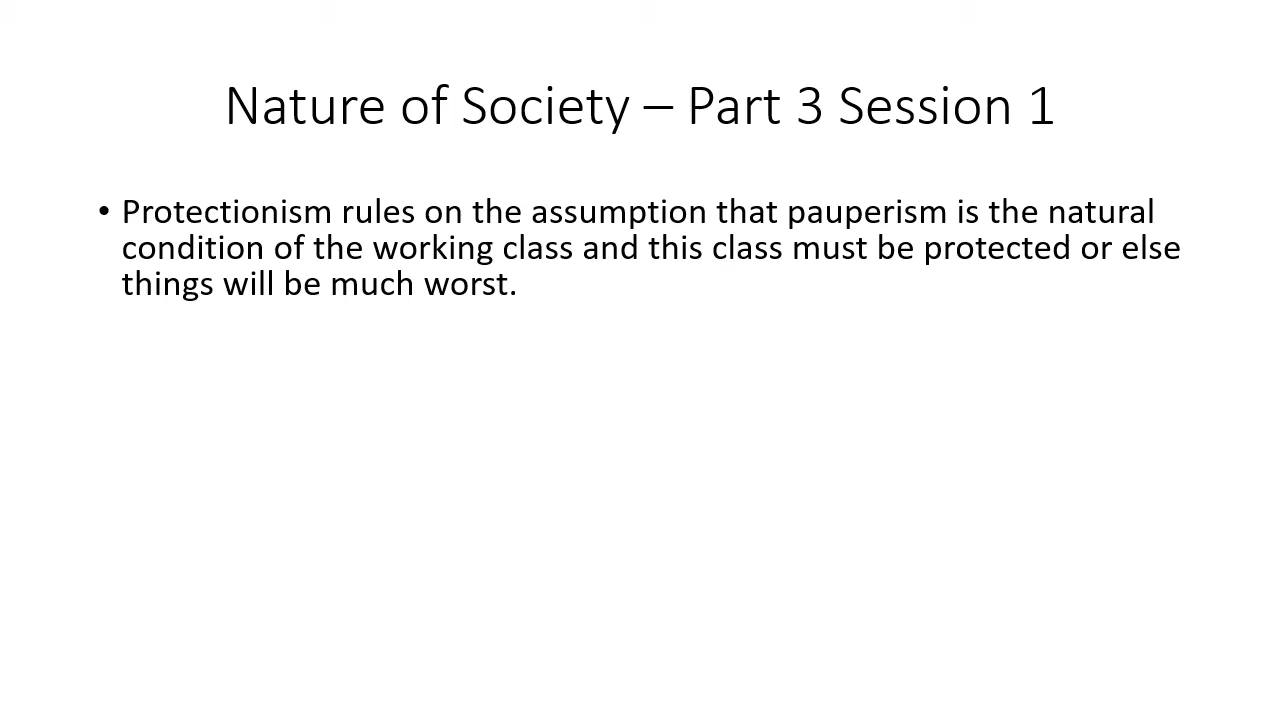 Nature of Society – Part 3 Session 1
• Protectionism rules on the assumption that pauperism is the natural
condition of the working class and this class must be protected or else
things will be much worst.